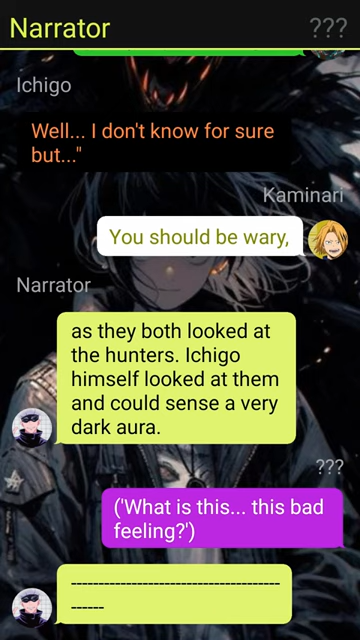 Narrator
???
Ichigo
Well... I don't know for sure
but..."
Kaminari
You should be wary,
Narrator
as they both looked at
the hunters. Ichigo
himself looked at them
and could sense a very
dark aura.
???
('What is this... this bad
feeling?')
--------------------------------------
------